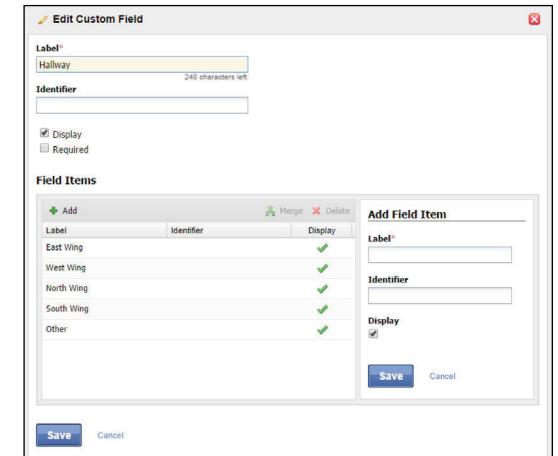 Edit Custom Field
Label*
Hallway
248 characters left
Identifier
Display
Required
Field Items
Add Merge Delete
Label Identifier Display
East Wing
West Wing
North Wing
South Wing
Other
Add Field Item
Label*
Identifier
Display
Save Cancel
Save Cancel